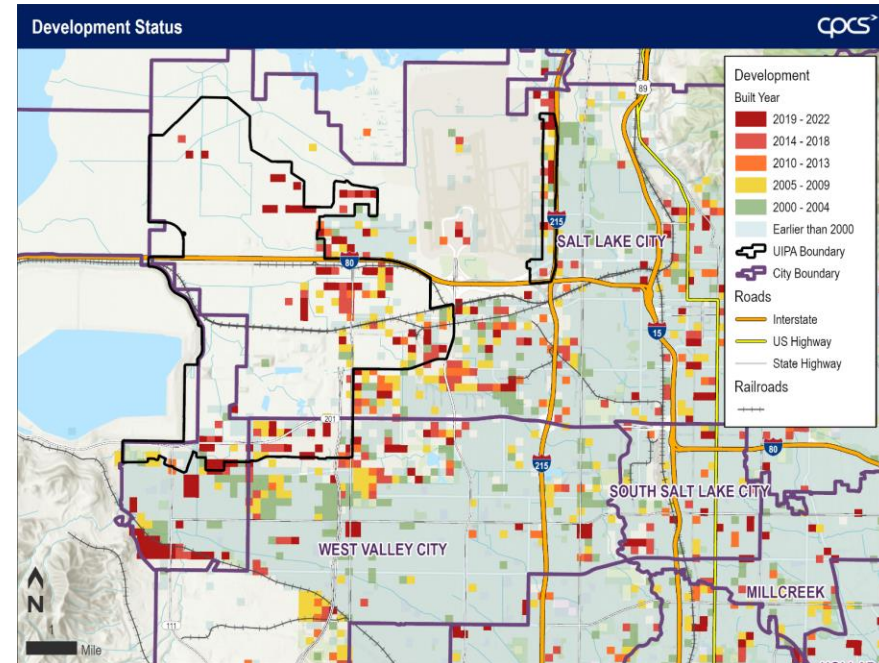 Development Status
cpcs
Development
Built Year
2019 - 2022
2014 - 2018
2010 - 2013
2005 - 2009
2000 - 2004
Earlier than 2000
UIPA Boundary
City Boundary
Roads
Interstate
US Highway
State Highway
Railroads
89
215
SALT LAKE CITY
80
15
201
80
215
SOUTH SALT LAKE CITY
WEST VALLEY CITY
MILLCREEK
N
111
1
Mile